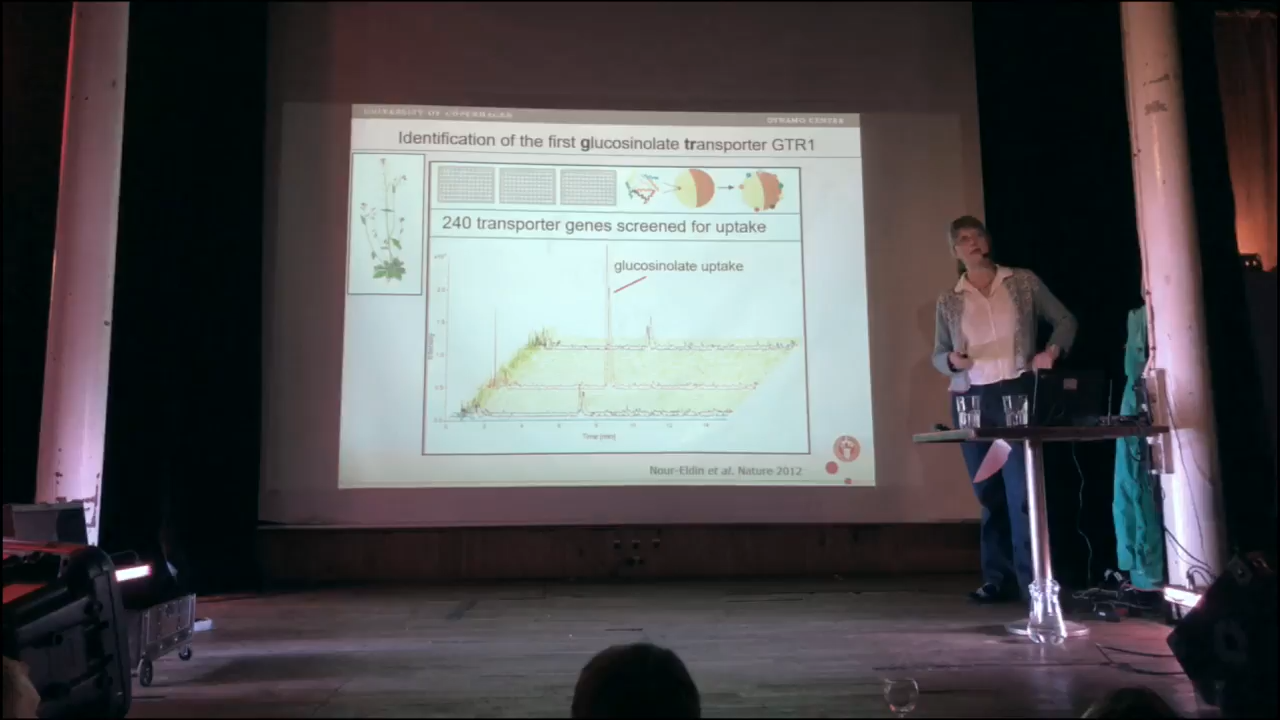 UNIVERSITY OF COPENHAGEN
DYNAMO CENTER
Identification of the first glucosinolate transporter GTR1
240 transporter genes screened for uptake
glucosinolate uptake
Time [min]
Nour-Eldin et al. Nature 2012